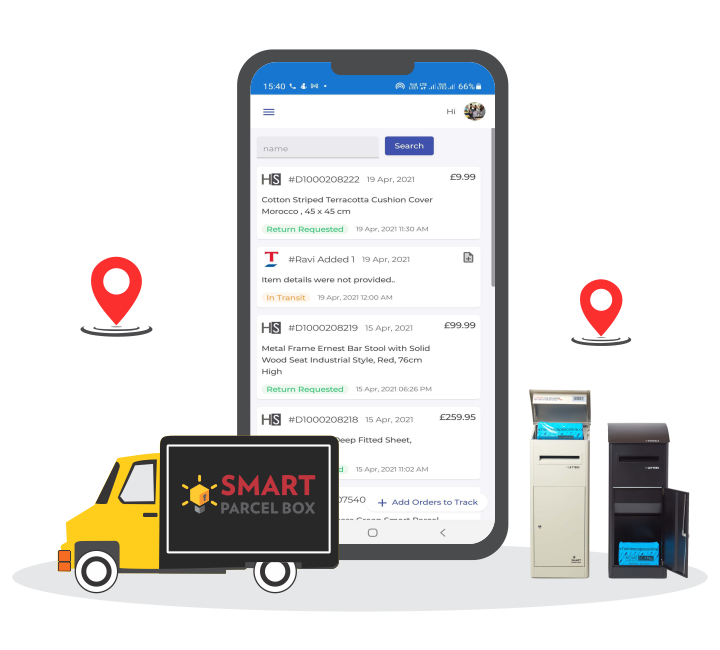 15:40
66%
Hi
name
Search
HS #D1000208222 19 Apr, 2021 £9.99
Cotton Striped Terracotta Cushion Cover
Morocco , 45 x 45 cm
Return Requested 19 Apr, 2021 11:30 AM
T #Ravi Added 1 19 Apr, 2021
Item details were not provided..
In Transit 19 Apr, 2021 12:00 AM
HS #D1000208219 15 Apr, 2021 £99.99
Metal Frame Ernest Bar Stool with Solid
Wood Seat Industrial Style, Red, 76cm
High
Return Requested 15 Apr, 2021 06:26 PM
HS #D1000208218 15 Apr, 2021 £259.95
Deep Fitted Sheet,
15 Apr, 2021 11:02 AM
07540
+ Add Orders to Track
Green Smart Parcel
SMART
PARCEL BOX
LETTERS